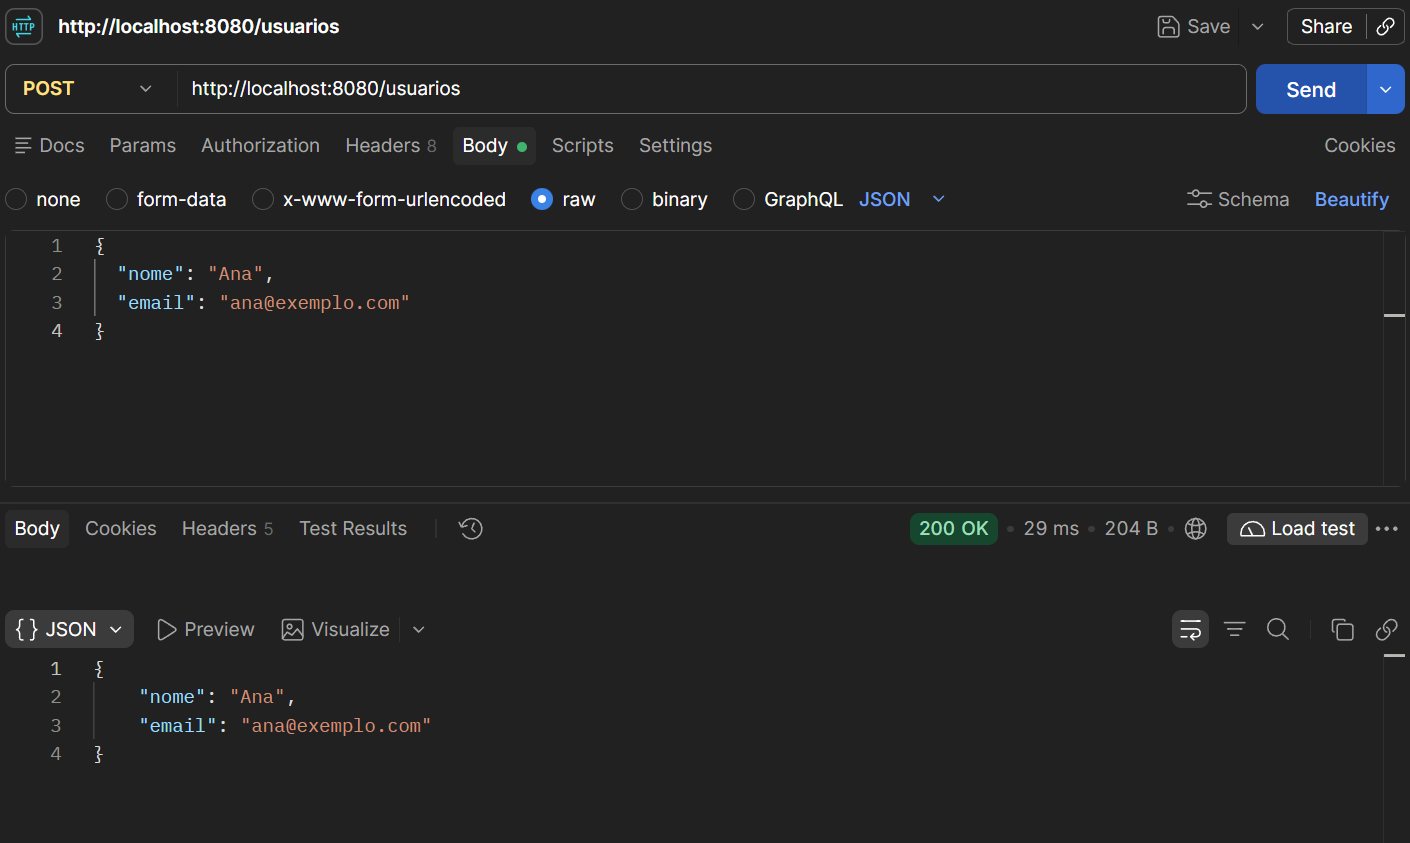 HTTP http://localhost:8080/usuarios Save Share
POST http://localhost:8080/usuarios Send
Docs Params Authorization Headers 8 Body Scripts Settings Cookies
none form-data x-www-form-urlencoded raw binary GraphQL JSON Schema Beautify
1 {
2 "nome": "Ana",
3 "email": "ana@exemplo.com"
4 }
Body Cookies Headers 5 Test Results 200 OK • 29 ms • 204 B • Load test
{} JSON Preview Visualize
1 {
2 "nome": "Ana",
3 "email": "ana@exemplo.com"
4 }